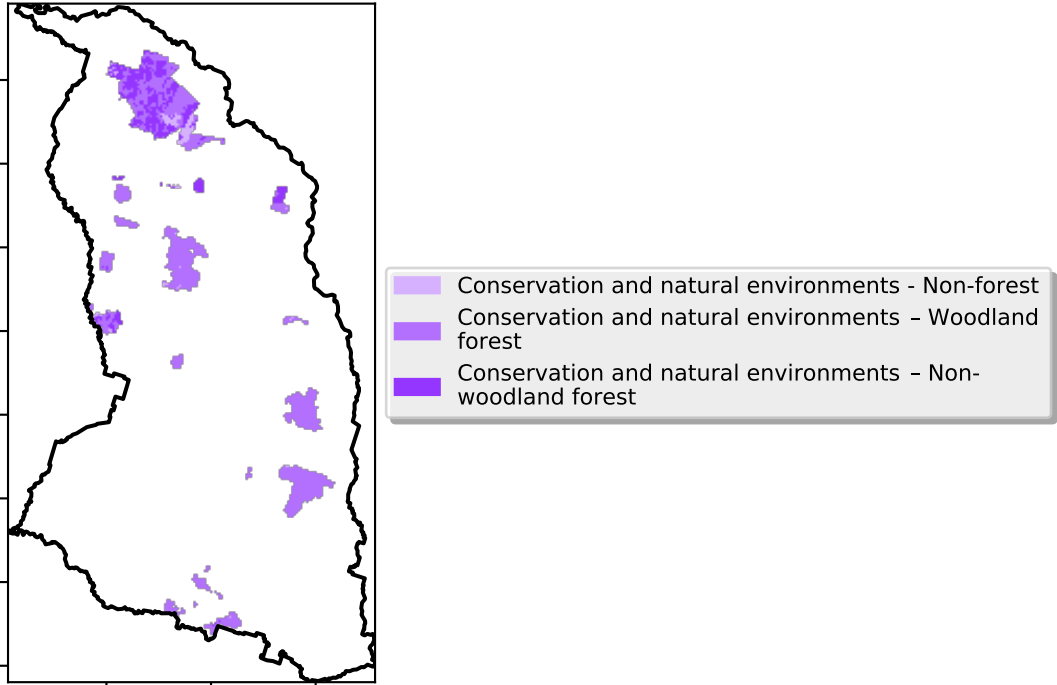 Conservation and natural environments - Non-forest
Conservation and natural environments – Woodland
forest
Conservation and natural environments – Non-
woodland forest